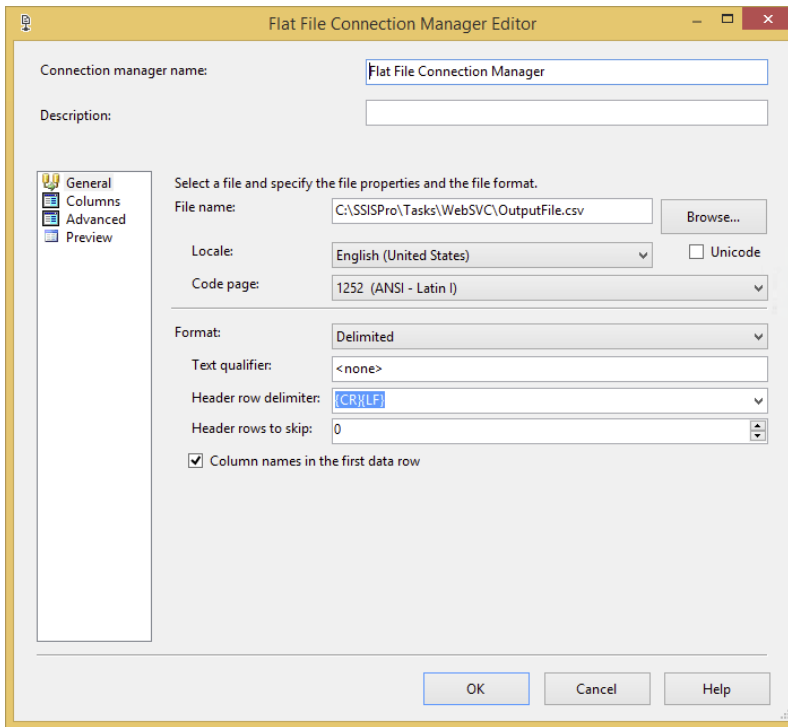 Flat File Connection Manager Editor
Connection manager name: Flat File Connection Manager
Description:
General
Columns
Advanced
Preview
Select a file and specify the file properties and the file format.
File name: C:\SSISPro\Tasks\WebSVC\OutputFile.csv Browse...
Locale: English (United States) Unicode
Code page: 1252 (ANSI - Latin I)
Format: Delimited
Text qualifier: <none>
Header row delimiter: {CR}{LF}
Header rows to skip: 0
Column names in the first data row
OK Cancel Help